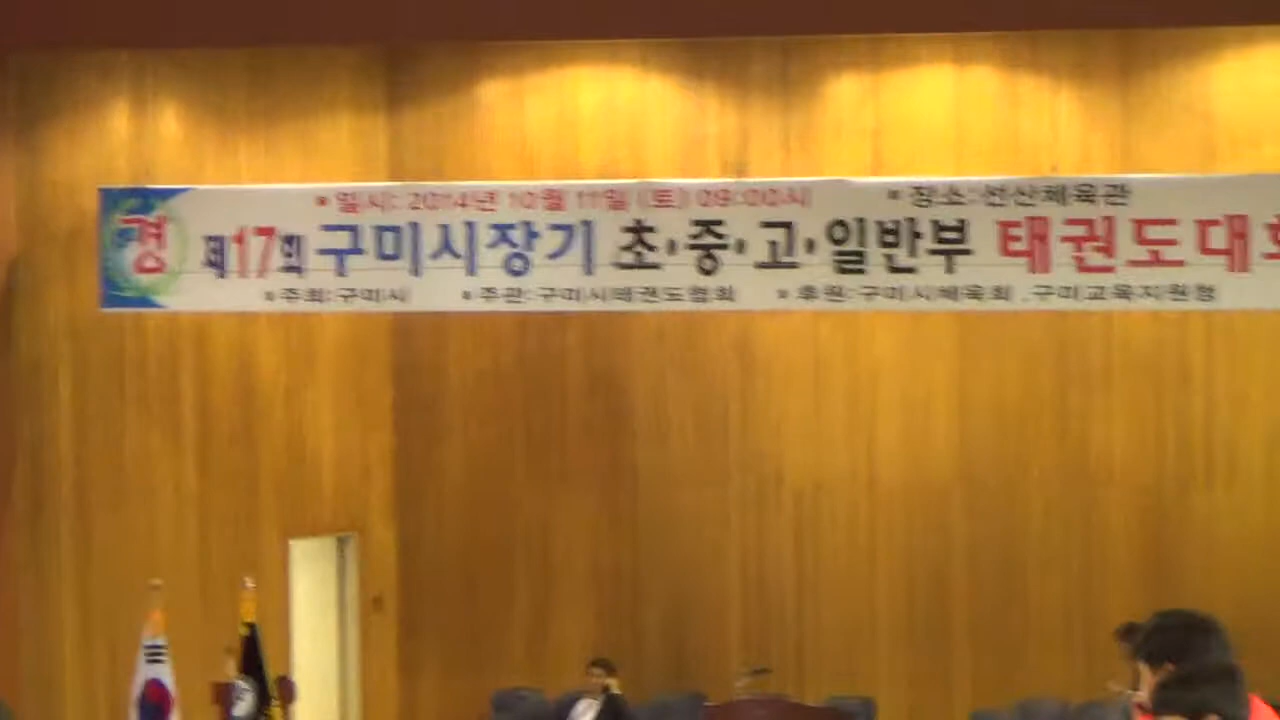 ▪일시: 2014년 10월 11일 (토) 09:00시 ▪장소:선산체육관
경 제17회 구미시장기 초·중·고·일반부 태권도대회
▪주최:구미시 ▪주관:구미시태권도협회 ▪후원:구미시체육회 .구미교육지원청